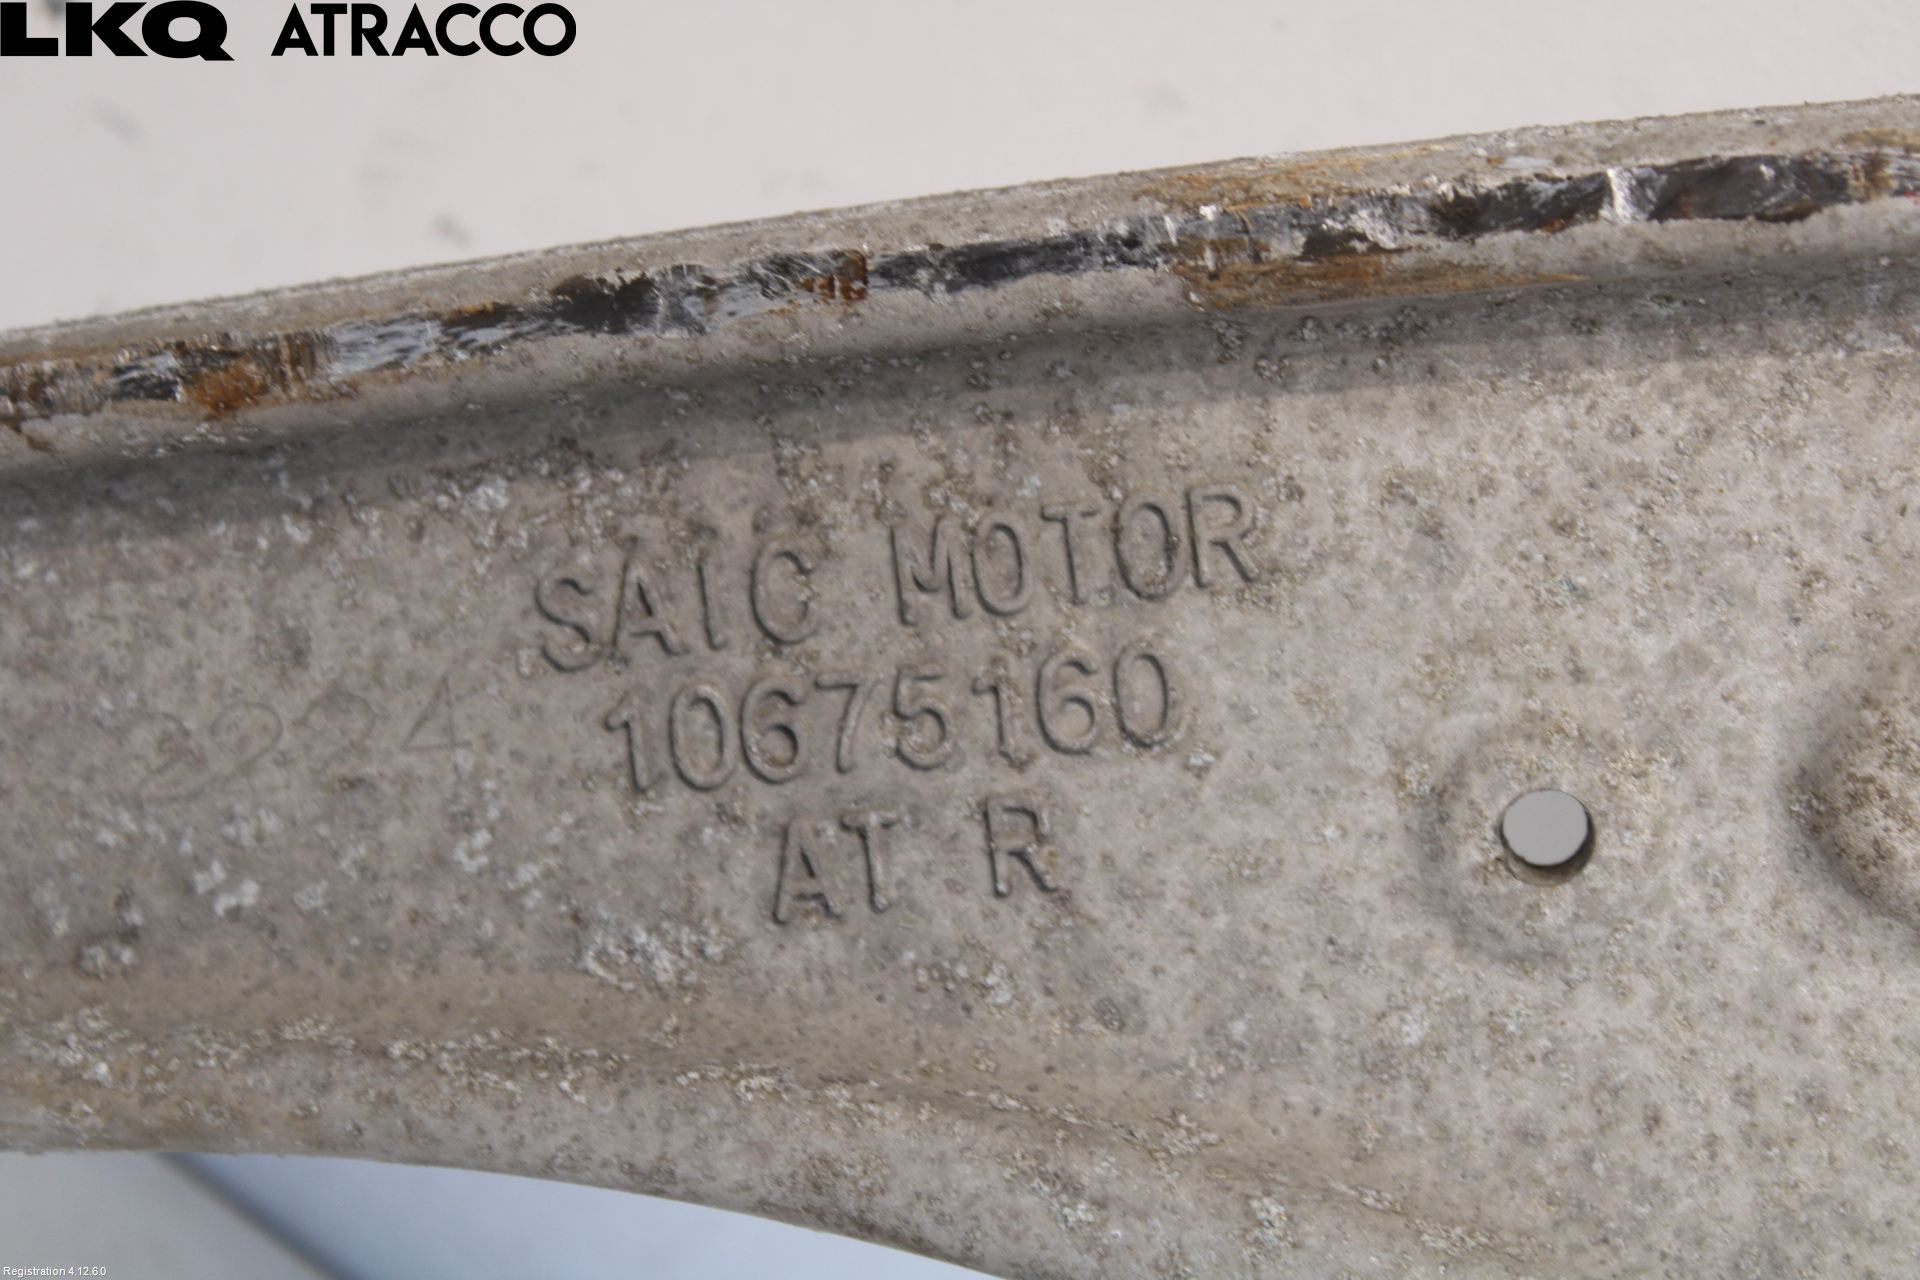 LKQ ATRACCO
SAIC MOTOR
10675160
AT R
Registration 4.12.6.0